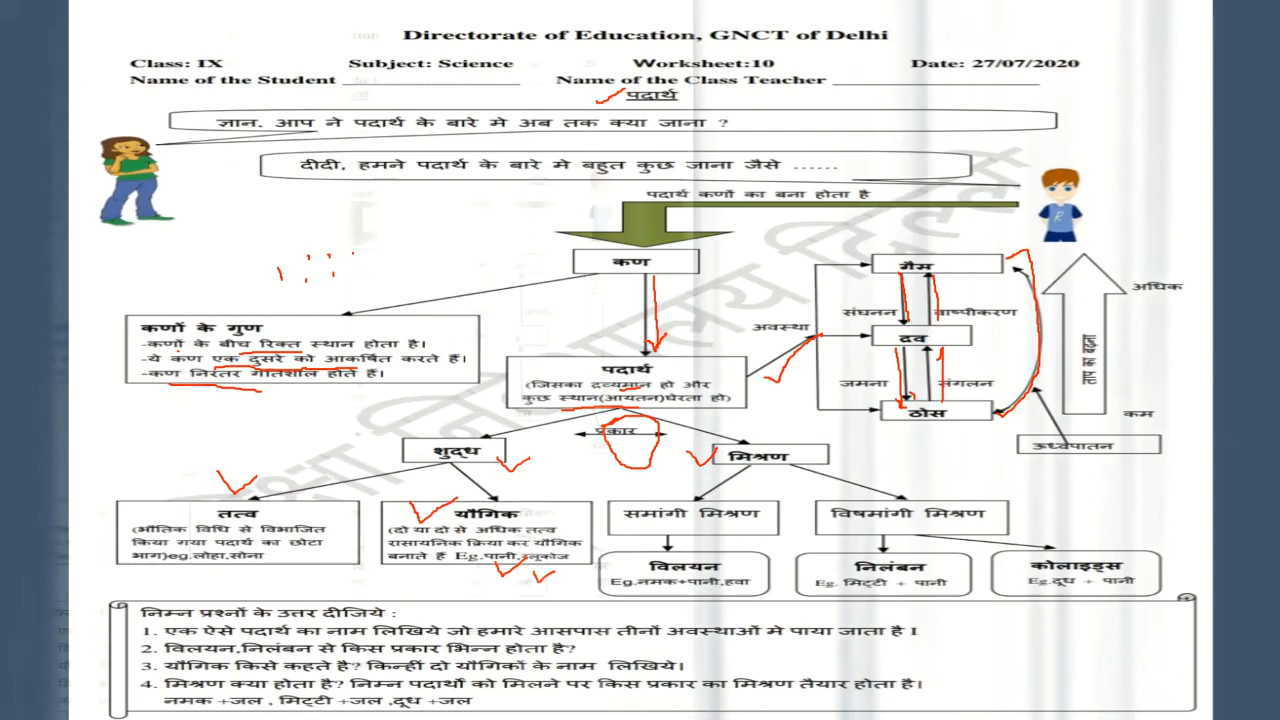 Directorate of Education, GNCT of Delhi
Class: IX Subject: Science Worksheet:10 Date: 27/07/2020
Name of the Student ____________ Name of the Class Teacher ____________
पदार्थ
ज्ञान. आप ने पदार्थ के बारे मे अब तक क्या जाना ?
दीदी, हमने पदार्थ के बारे मे बहुत कुछ जाना जैसे ......
पदार्थ कणों का बना होता है
कण
गैस
अधिक
संघनन
वाष्पीकरण
अवस्था
द्रव
ताप का बढ़ना
जमना
संगलन
ठोस
कम
ऊर्ध्वपातन
कणों के गुण
-कणों के बीच रिक्त स्थान होता है।
-ये कण एक दुसरे को आकर्षित करते हैं।
-कण निरंतर गतिशील होते हैं।
पदार्थ
(जिसका द्रव्यमान हो और
कुछ स्थान(आयतन)घेरता हो)
प्रकार
शुद्ध
मिश्रण
तत्व
(भौतिक विधि से विभाजित
किया गया पदार्थ का छोटा
भाग)eg.लोहा,सोना
यौगिक
(दो या दो से अधिक तत्व
रासायनिक क्रिया कर यौगिक
बनाते हैं Eg.पानी,ग्लूकोज
समांगी मिश्रण
विषमांगी मिश्रण
विलयन
Eg.नमक+पानी,हवा
निलंबन
Eg. मिट्टी + पानी
कोलाइड्स
Eg.दूध + पानी
निम्न प्रश्नों के उत्तर दीजिये :
1. एक ऐसे पदार्थ का नाम लिखिये जो हमारे आसपास तीनों अवस्थाओं मे पाया जाता है I
2. विलयन,निलंबन से किस प्रकार भिन्न होता है?
3. यौगिक किसे कहते है? किन्हीं दो यौगिकों के नाम लिखिये।
4. मिश्रण क्या होता है? निम्न पदार्थों को मिलने पर किस प्रकार का मिश्रण तैयार होता है।
नमक +जल , मिट्टी +जल ,दूध +जल